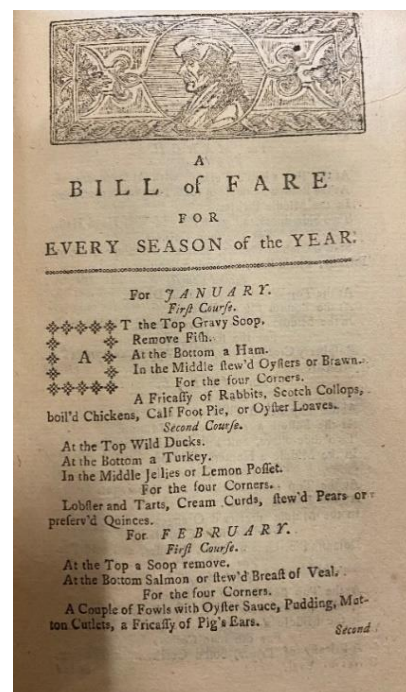 A
BILL of FARE
FOR
EVERY SEASON of the YEAR.
For JANUARY.
Firſt Courſe.
AT the Top Gravy Soop.
Remove Fiſh.
At the Bottom a Ham.
In the Middle ſtew'd Oyſters or Brawn.
For the four Corners.
A Fricaſſy of Rabbits, Scotch Collops,
boil'd Chickens, Calf Foot Pie, or Oyſter Loaves.
Second Courſe.
At the Top Wild Ducks.
At the Bottom a Turkey.
In the Middle Jellies or Lemon Poſſet.
For the four Corners.
Lobſter and Tarts, Cream Curds, ſtew'd Pears or
preſerv'd Quinces.
For FEBRUARY.
Firſt Courſe.
At the Top a Soop remove.
At the Bottom Salmon or ſtew'd Breaſt of Veal.
For the four Corners.
A Couple of Fowls with Oyſter Sauce, Pudding, Mut-
ton Cutlets, a Fricaſſy of Pig's Ears.
Second